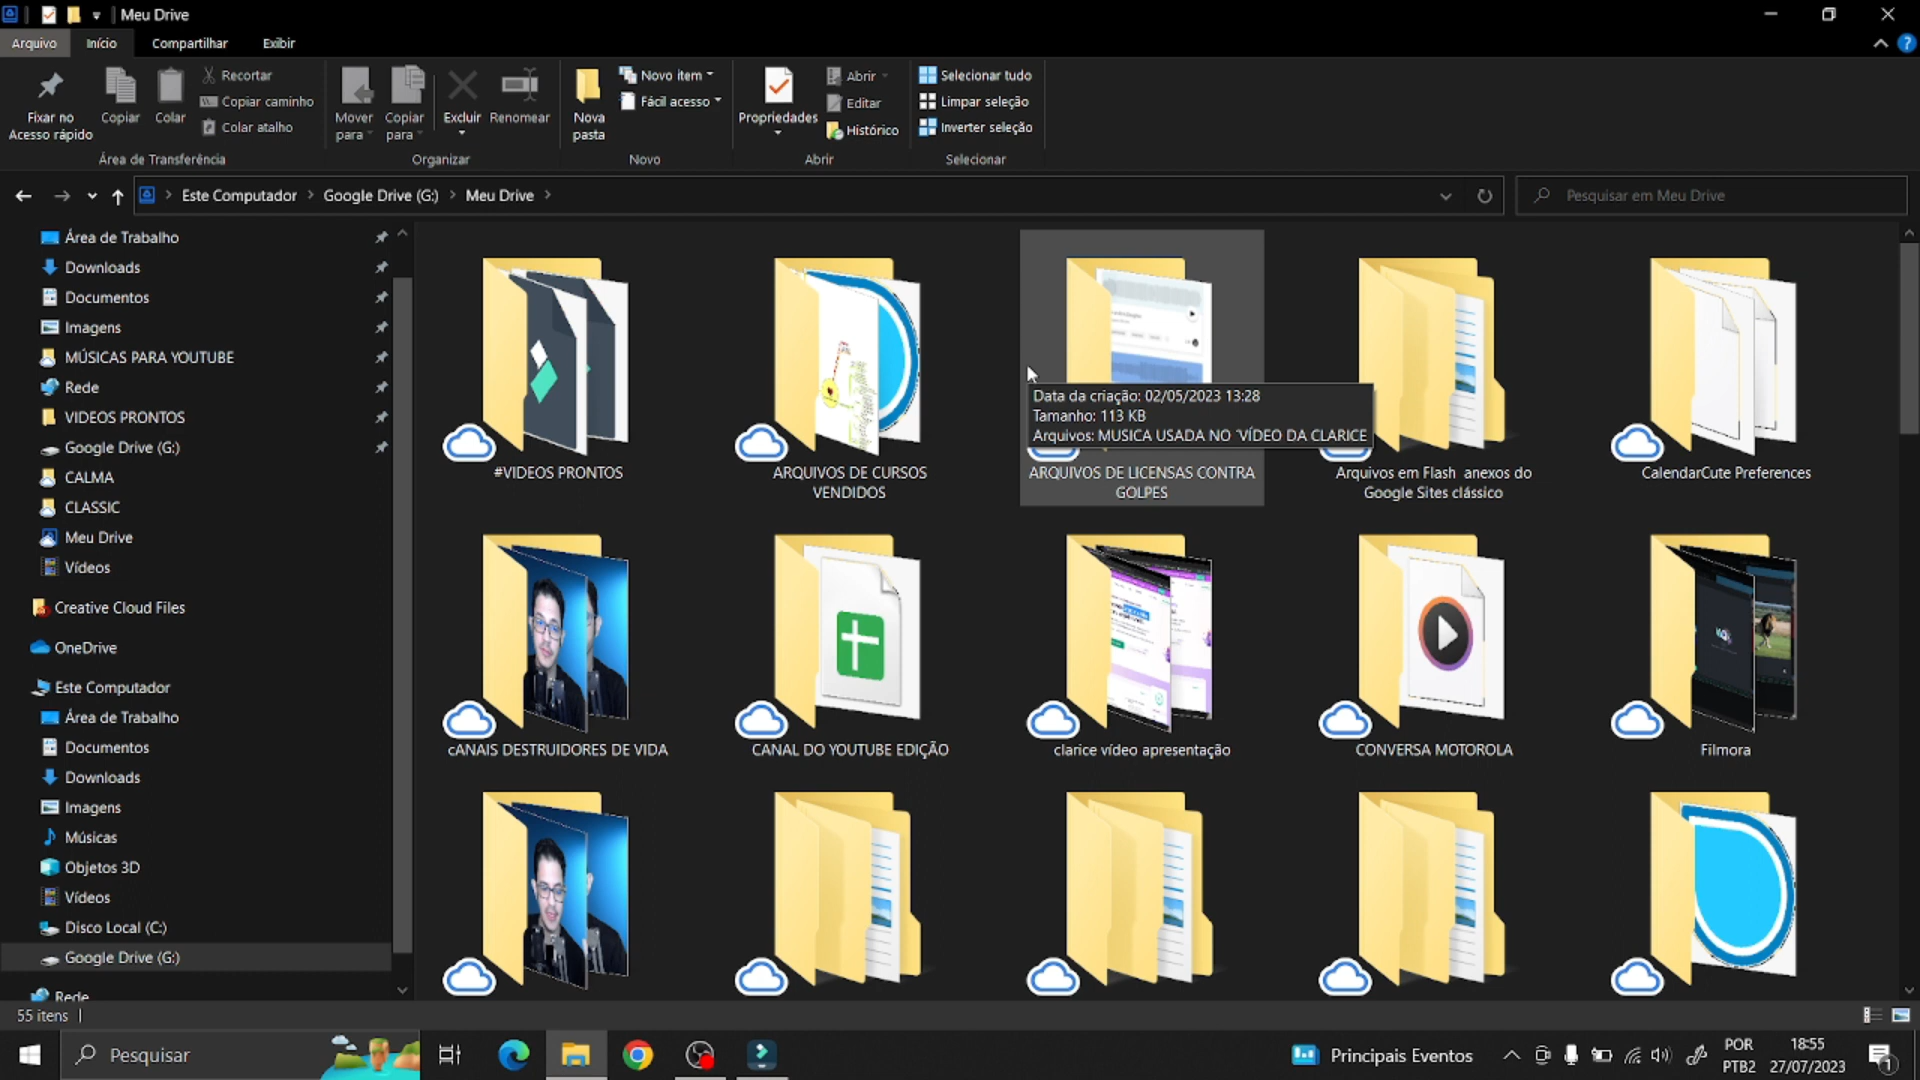 Meu Drive
Arquivo
Início
Compartilhar
Exibir
Fixar no
Acesso rápido
Copiar
Colar
Recortar
Copiar caminho
Colar atalho
Área de Transferência
Mover
para
Copiar
para
Excluir
Renomear
Organizar
Nova
pasta
Novo item
Fácil acesso
Novo
Propriedades
Abrir
Editar
Histórico
Abrir
Selecionar tudo
Limpar seleção
Inverter seleção
Selecionar
Este Computador
Google Drive (G:)
Meu Drive
Pesquisar em Meu Drive
Área de Trabalho
Downloads
Documentos
Imagens
MÚSICAS PARA YOUTUBE
Rede
VIDEOS PRONTOS
Google Drive (G:)
CALMA
CLASSIC
Meu Drive
Vídeos
Creative Cloud Files
OneDrive
Este Computador
Área de Trabalho
Documentos
Downloads
Imagens
Músicas
Objetos 3D
Vídeos
Disco Local (C:)
Google Drive (G:)
Rede
#VIDEOS PRONTOS
ARQUIVOS DE CURSOS
VENDIDOS
Data da criação: 02/05/2023 13:28
Tamanho: 113 KB
Arquivos: MUSICA USADA NO ´VÍDEO DA CLARICE
ARQUIVOS DE LICENSAS CONTRA
GOLPES
Arquivos em Flash  anexos do
Google Sites clássico
CalendarCute Preferences
cANAIS DESTRUIDORES DE VIDA
CANAL DO YOUTUBE EDIÇÃO
clarice vídeo apresentação
CONVERSA MOTOROLA
Filmora
55 itens
Pesquisar
Principais Eventos
POR
PTB2
18:55
27/07/2023
1